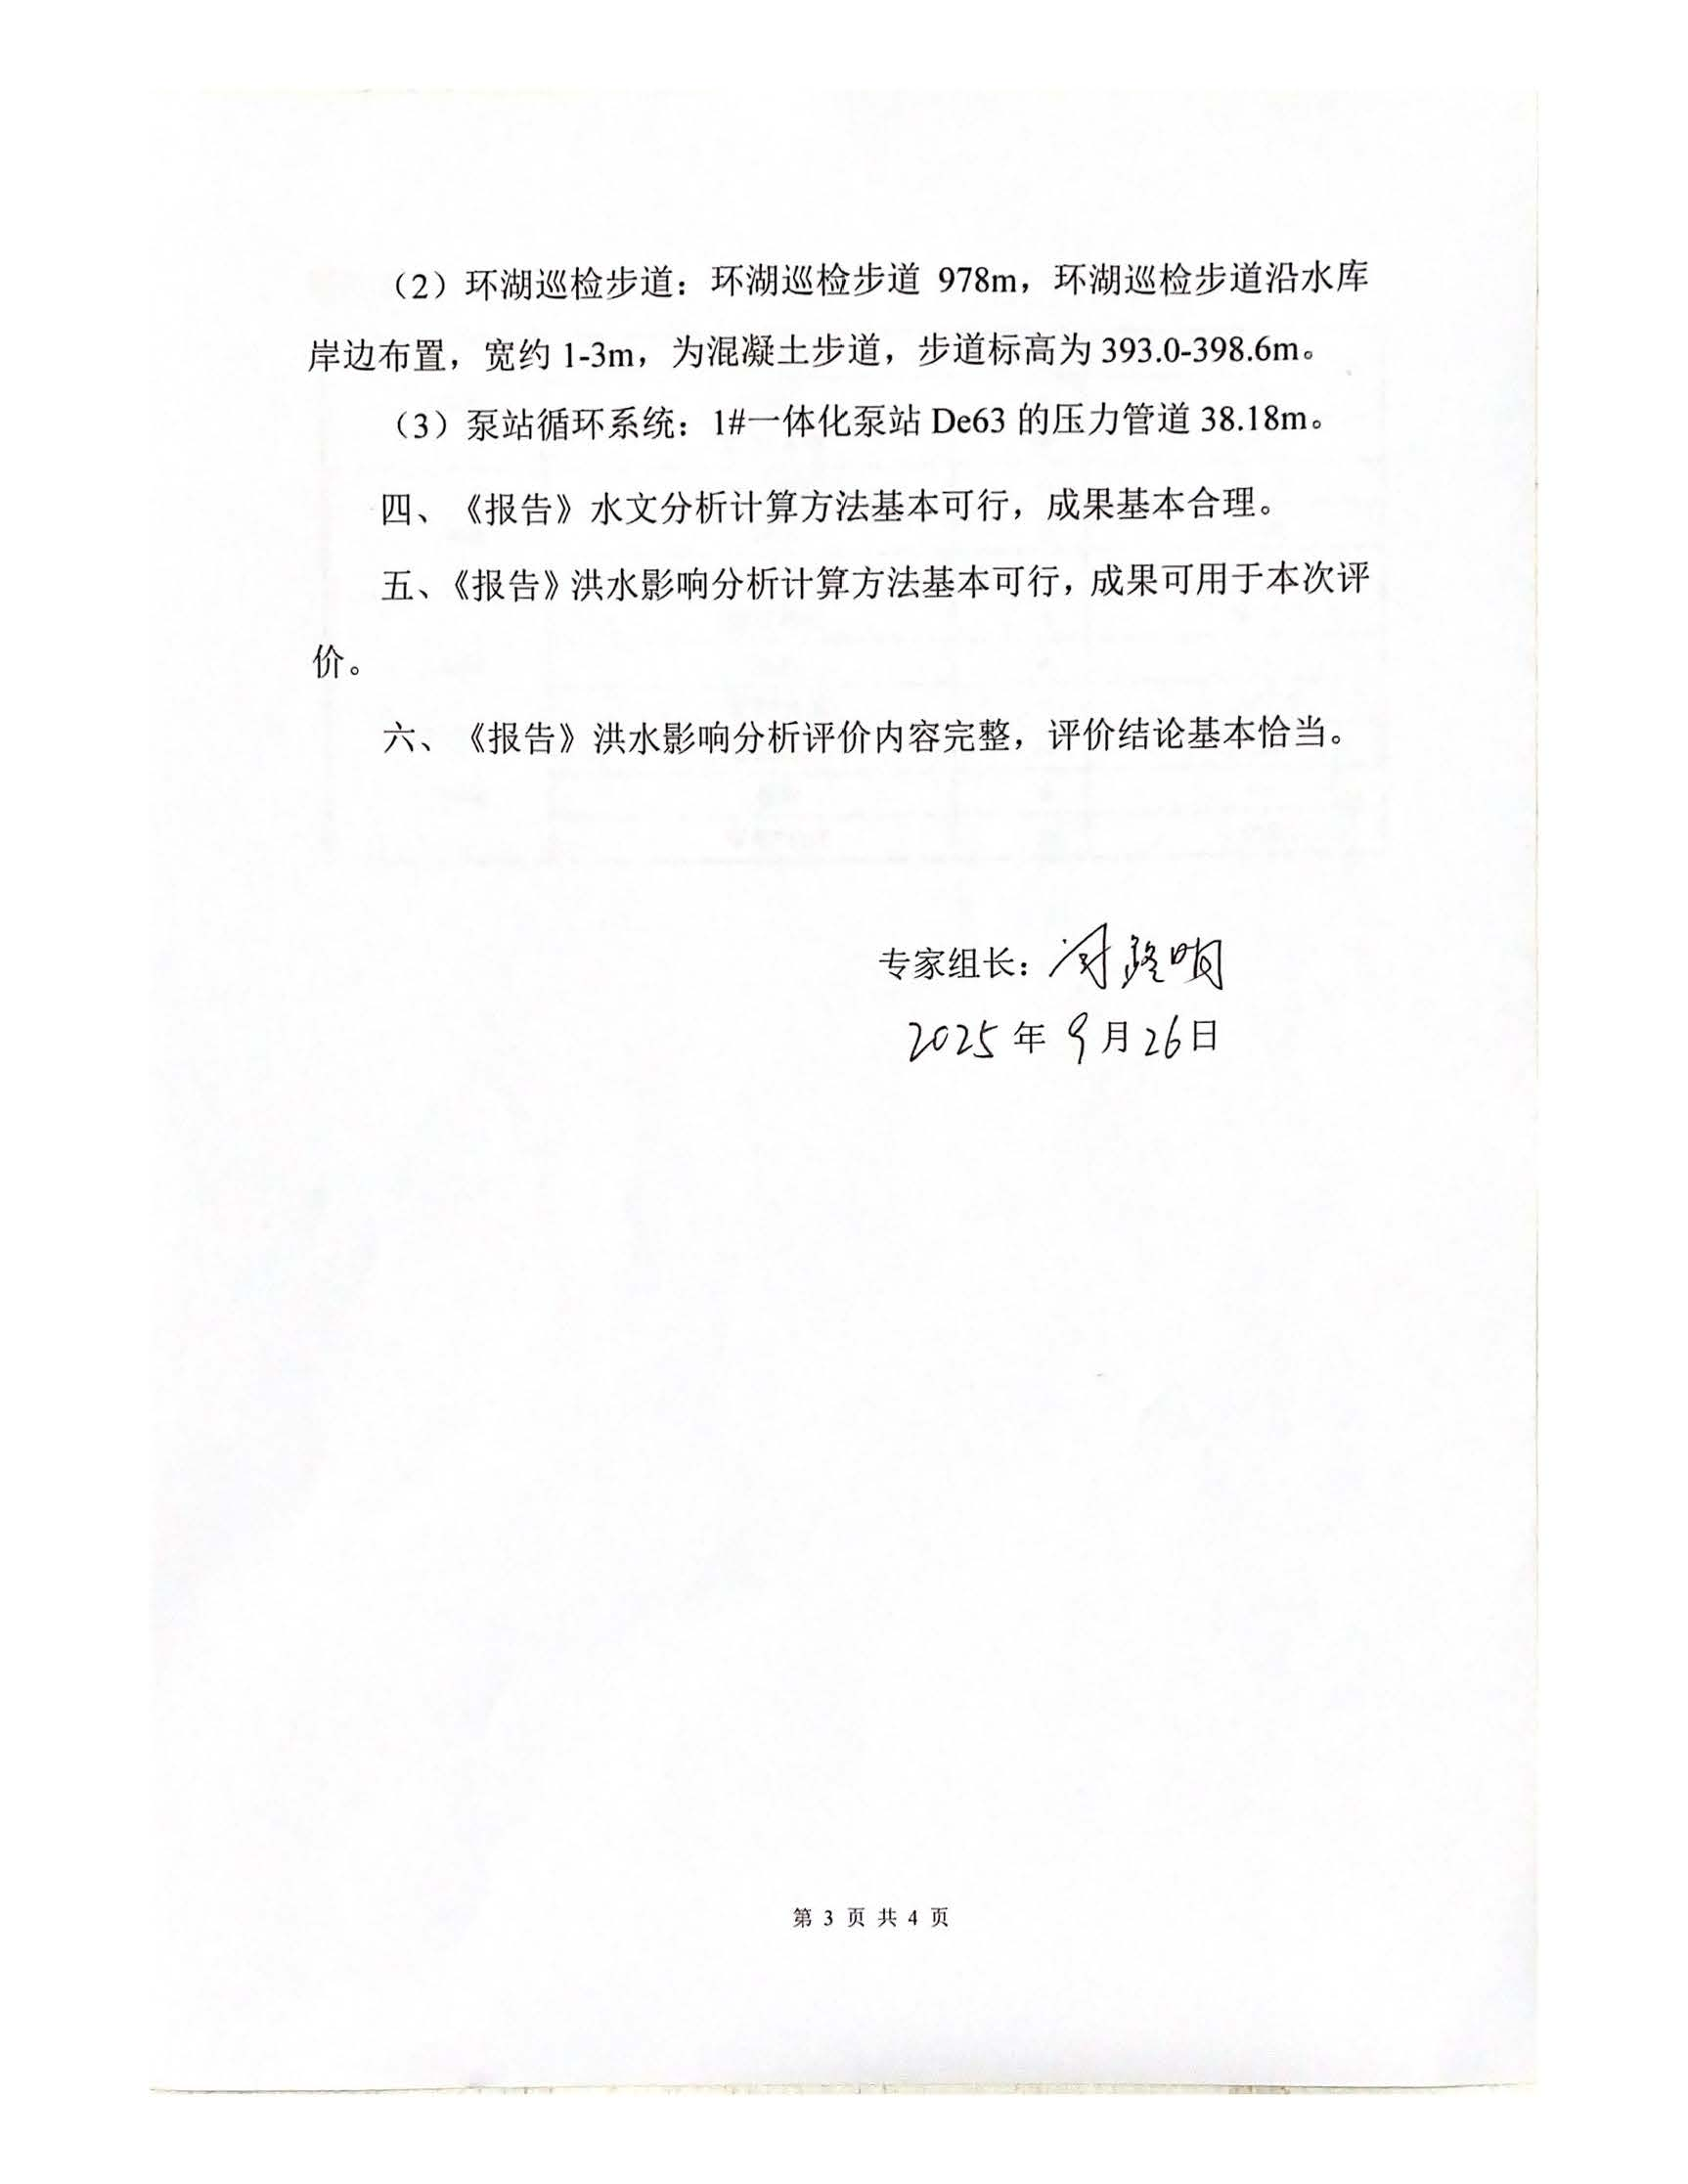 （2）环湖巡检步道：环湖巡检步道 978m，环湖巡检步道沿水库
岸边布置，宽约 1-3m，为混凝土步道，步道标高为 393.0-398.6m。
（3）泵站循环系统：1#一体化泵站 De63 的压力管道 38.18m。
四、《报告》水文分析计算方法基本可行，成果基本合理。
五、《报告》洪水影响分析计算方法基本可行，成果可用于本次评
价。
六、《报告》洪水影响分析评价内容完整，评价结论基本恰当。
专家组长：
2025 年 9 月 26 日
第 3 页 共 4 页